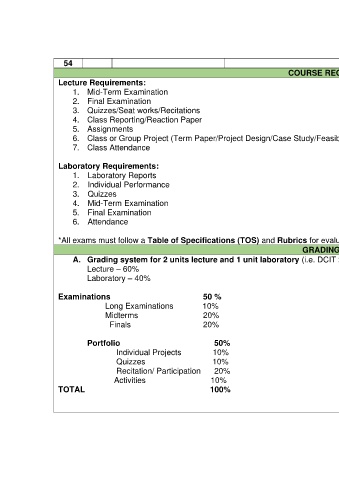 54
COURSE REQ
Lecture Requirements:
1. Mid-Term Examination
2. Final Examination
3. Quizzes/Seat works/Recitations
4. Class Reporting/Reaction Paper
5. Assignments
6. Class or Group Project (Term Paper/Project Design/Case Study/Feasib
7. Class Attendance
Laboratory Requirements:
1. Laboratory Reports
2. Individual Performance
3. Quizzes
4. Mid-Term Examination
5. Final Examination
6. Attendance
*All exams must follow a Table of Specifications (TOS) and Rubrics for evalu
GRADING
A. Grading system for 2 units lecture and 1 unit laboratory (i.e. DCIT
Lecture – 60%
Laboratory – 40%
Examinations 50 %
Long Examinations 10%
Midterms 20%
Finals 20%
Portfolio 50%
Individual Projects 10%
Quizzes 10%
Recitation/ Participation 20%
Activities 10%
TOTAL 100%